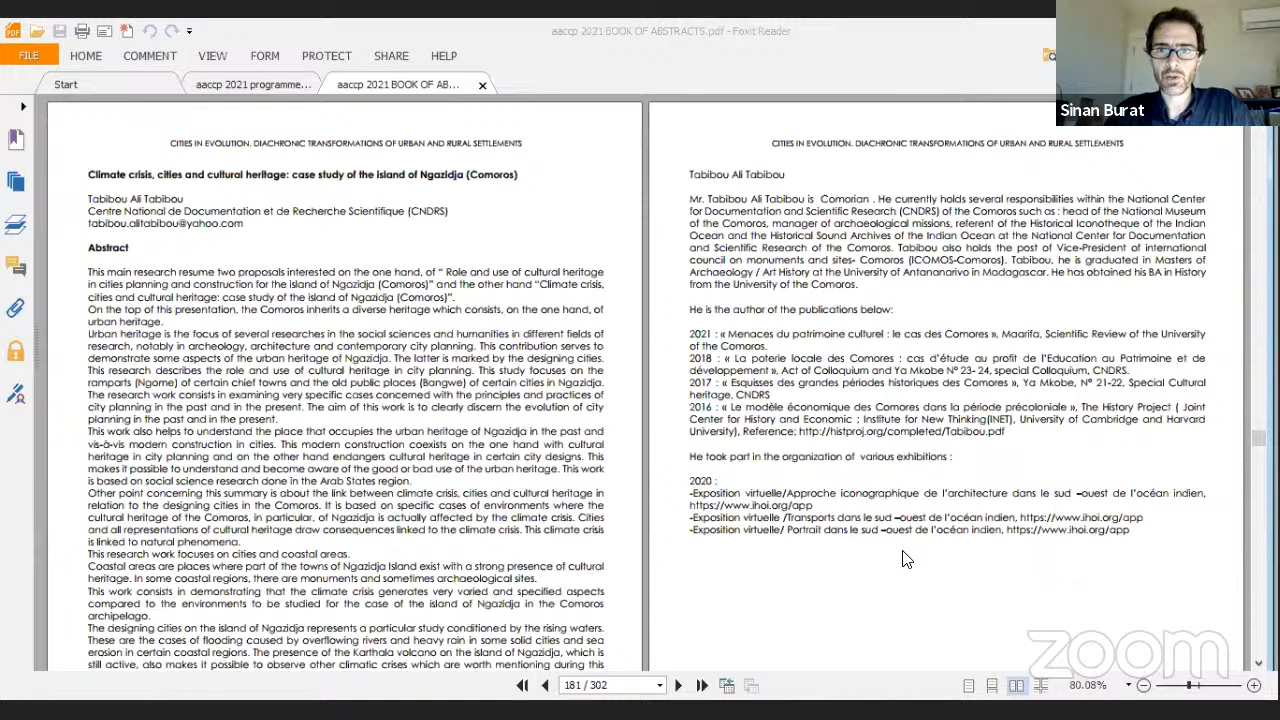 aaccp 2021 BOOK OF ABSTRACTS.pdf - Foxit Reader
FILE HOME COMMENT VIEW FORM PROTECT SHARE HELP
Start aaccp 2021 programme... aaccp 2021 BOOK OF AB...
Sinan Burat
CITIES IN EVOLUTION. DIACHRONIC TRANSFORMATIONS OF URBAN AND RURAL SETTLEMENTS
Climate crisis, cities and cultural heritage: case study of the island of Ngazidja (Comoros)
Tabibou Ali Tabibou
Centre National de Documentation et de Recherche Scientifique (CNDRS)
tabibou.alitabibou@yahoo.com
Abstract
This main research resume two proposals interested on the one hand, of " Role and use of cultural heritage
in cities planning and construction for the island of Ngazidja (Comoros)" and the other hand "Climate crisis,
cities and cultural heritage: case study of the island of Ngazidja (Comoros)".
On the top of this presentation, the Comoros inherits a diverse heritage which consists, on the one hand, of
urban heritage.
Urban heritage is the focus of several researches in the social sciences and humanities in different fields of
research, notably in archeology, architecture and contemporary city planning. This contribution serves to
demonstrate some aspects of the urban heritage of Ngazidja. The latter is marked by the designing cities.
This research describes the role and use of cultural heritage in city planning. This study focuses on the
ramparts (Ngome) of certain chief towns and the old public places (Bangwe) of certain cities in Ngazidja.
The research work consists in examining very specific cases concerned with the principles and practices of
city planning in the past and in the present. The aim of this work is to clearly discern the evolution of city
planning in the past and in the present.
This work also helps to understand the place that occupies the urban heritage of Ngazidja in the past and
vis-à-vis modern construction in cities. This modern construction coexists on the one hand with cultural
heritage in city planning and on the other hand endangers cultural heritage in certain city designs. This
makes it possible to understand and become aware of the good or bad use of the urban heritage. This work
is based on social science research done in the Arab States region.
Other point concerning this summary is about the link between climate crisis, cities and cultural heritage in
relation to the designing cities in the Comoros. It is based on specific cases of environments where the
cultural heritage of the Comoros, in particular, of Ngazidja is actually affected by the climate crisis. Cities
and all representations of cultural heritage draw consequences linked to the climate crisis. This climate crisis
is linked to natural phenomena.
This research work focuses on cities and coastal areas.
Coastal areas are places where part of the towns of Ngazidja Island exist with a strong presence of cultural
heritage. In some coastal regions, there are monuments and sometimes archaeological sites.
This work consists in demonstrating that the climate crisis generates very varied and specified aspects
compared to the environments to be studied for the case of the island of Ngazidja in the Comoros
archipelago.
The designing cities on the island of Ngazidja represents a particular study conditioned by the rising waters.
These are the cases of flooding caused by overflowing rivers and heavy rain in some solid cities and sea
erosion in certain coastal regions. The presence of the Karthala volcano on the island of Ngazidja, which is
still active, also makes it possible to observe other climatic crises which are worth mentioning during this
CITIES IN EVOLUTION. DIACHRONIC TRANSFORMATIONS OF URBAN AND RURAL SETTLEMENTS
Tabibou Ali Tabibou
Mr. Tabibou Ali Tabibou is Comorian . He currently holds several responsibilities within the National Center
for Documentation and Scientific Research (CNDRS) of the Comoros such as : head of the National Museum
of the Comoros, manager of archaeological missions, referent of the Historical Iconotheque of the Indian
Ocean and the Historical Sound Archives of the Indian Ocean at the National Center for Documentation
and Scientific Research of the Comoros. Tabibou also holds the post of Vice-President of international
council on monuments and sites- Comoros (ICOMOS-Comoros). Tabibou, he is graduated in Masters of
Archaeology / Art History at the University of Antananarivo in Madagascar. He has obtained his BA in History
from the University of the Comoros.
He is the author of the publications below:
2021 : « Menaces du patrimoine culturel : le cas des Comores », Maarifa, Scientific Review of the University
of the Comoros.
2018 : « La poterie locale des Comores : cas d'étude au profit de l'Education au Patrimoine et de
développement », Act of Colloquium and Ya Mkobe N° 23- 24, special Colloquium, CNDRS.
2017 : « Esquisses des grandes périodes historiques des Comores », Ya Mkobe, N° 21-22, Special Cultural
heritage, CNDRS
2016 : « Le modèle économique des Comores dans la période précoloniale », The History Project ( Joint
Center for History and Economic ; Institute for New Thinking(INET), University of Cambridge and Harvard
University), Reference: http://histproj.org/completed/Tabibou.pdf
He took part in the organization of various exhibitions :
2020 :
-Exposition virtuelle/Approche iconographique de l'architecture dans le sud –ouest de l'océan indien,
https://www.ihoi.org/app
-Exposition virtuelle /Transports dans le sud –ouest de l'océan indien, https://www.ihoi.org/app
-Exposition virtuelle/ Portrait dans le sud –ouest de l'océan indien, https://www.ihoi.org/app
zoom
181 / 302
80.08%